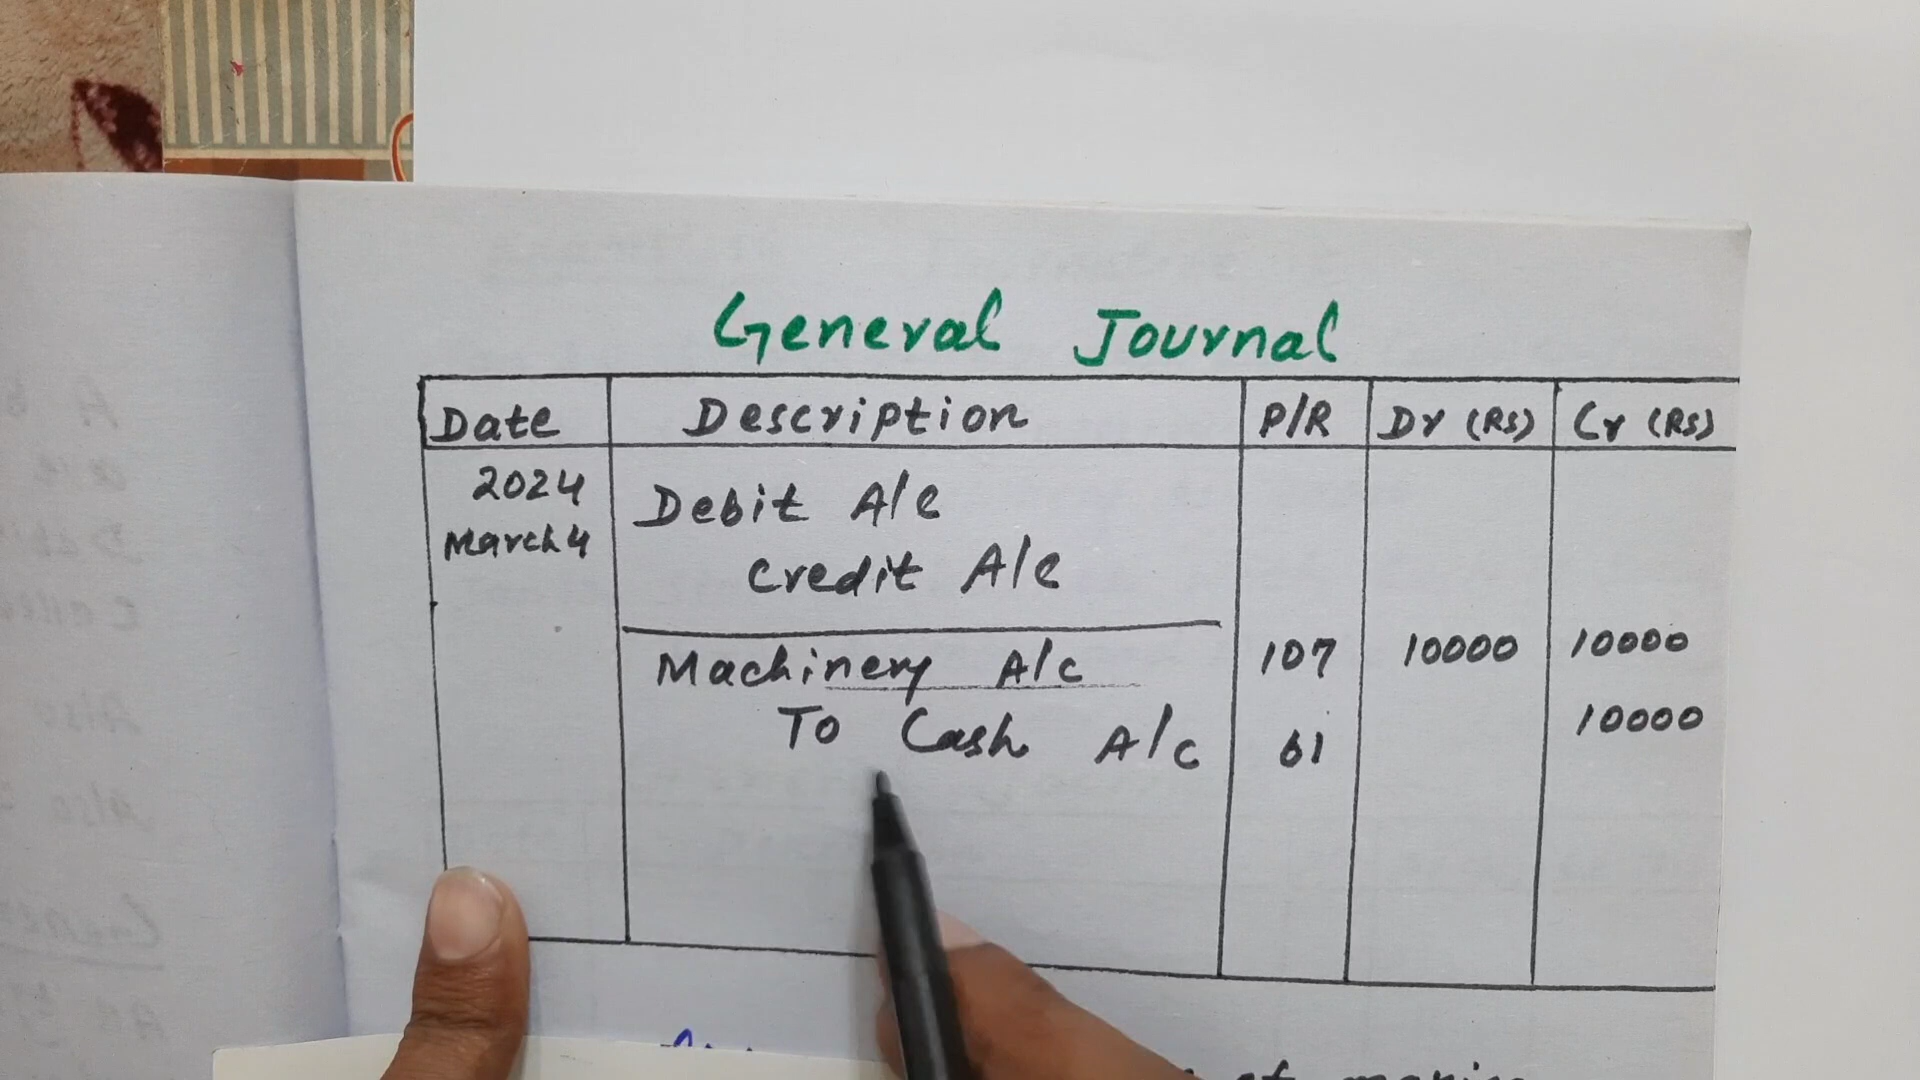 General Journal
Date Description P/R Dr (Rs) Cr (Rs)
2024
Debit A/c
March 4
Credit A/c
Machinery A/c 107 10000 10000
To Cash A/c 61 10000